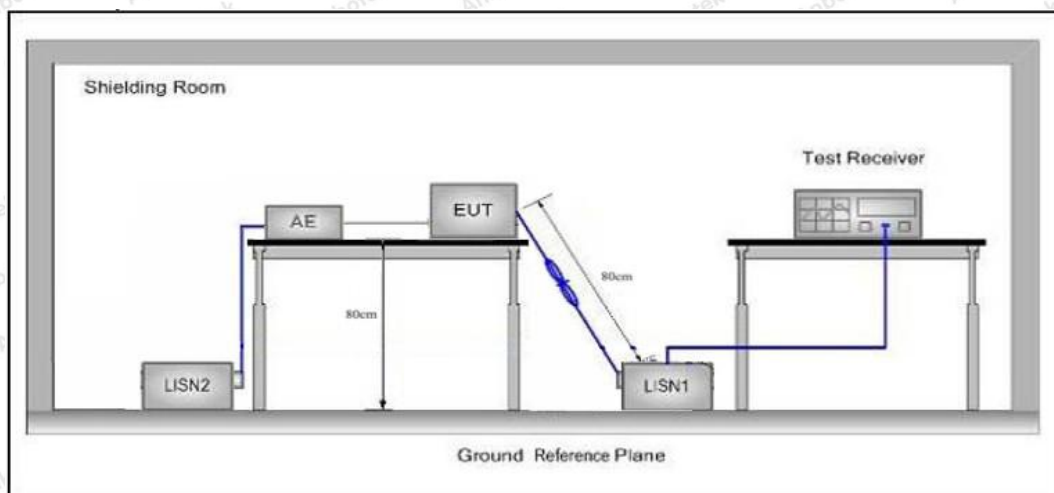 Shielding Room
Test Receiver
AE
EUT
80cm
80cm
LISN2
LISN1
Ground Reference Plane